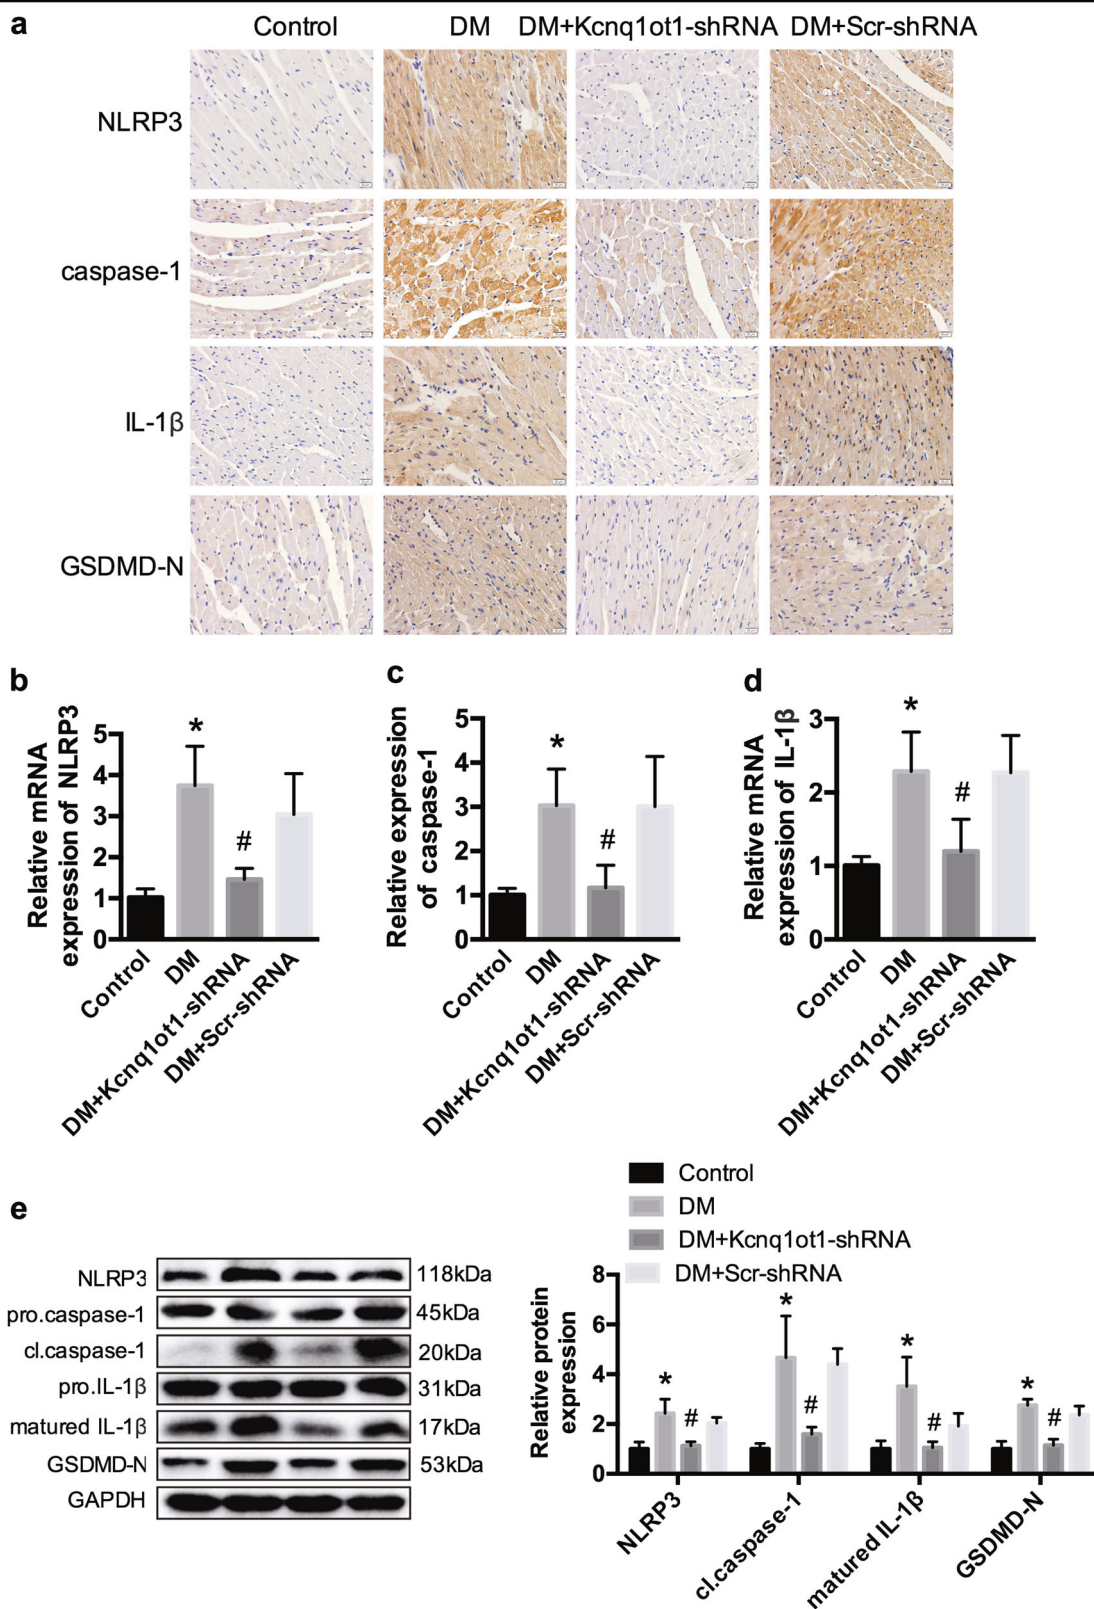 a
Control DM DM+Kcnq1ot1-shRNA DM+Scr-shRNA
NLRP3
caspase-1
IL-1β
GSDMD-N
b
Relative mRNA
expression of NLRP3
5
4
3
2
1
0
*
#
Control
DM
DM+Kcnq1ot1-shRNA
DM+Scr-shRNA
c
Relative expression
of caspase-1
5
4
3
2
1
0
*
#
Control
DM
DM+Kcnq1ot1-shRNA
DM+Scr-shRNA
d
Relative mRNA
expression of IL-1β
3
2
1
0
*
#
Control
DM
DM+Kcnq1ot1-shRNA
DM+Scr-shRNA
e
NLRP3 118kDa
pro.caspase-1 45kDa
cl.caspase-1 20kDa
pro.IL-1β 31kDa
matured IL-1β 17kDa
GSDMD-N 53kDa
GAPDH
Control
DM
DM+Kcnq1ot1-shRNA
DM+Scr-shRNA
Relative protein
expression
8
6
4
2
0
*
#
*
#
*
#
*
#
NLRP3
cl.caspase-1
matured IL-1β
GSDMD-N